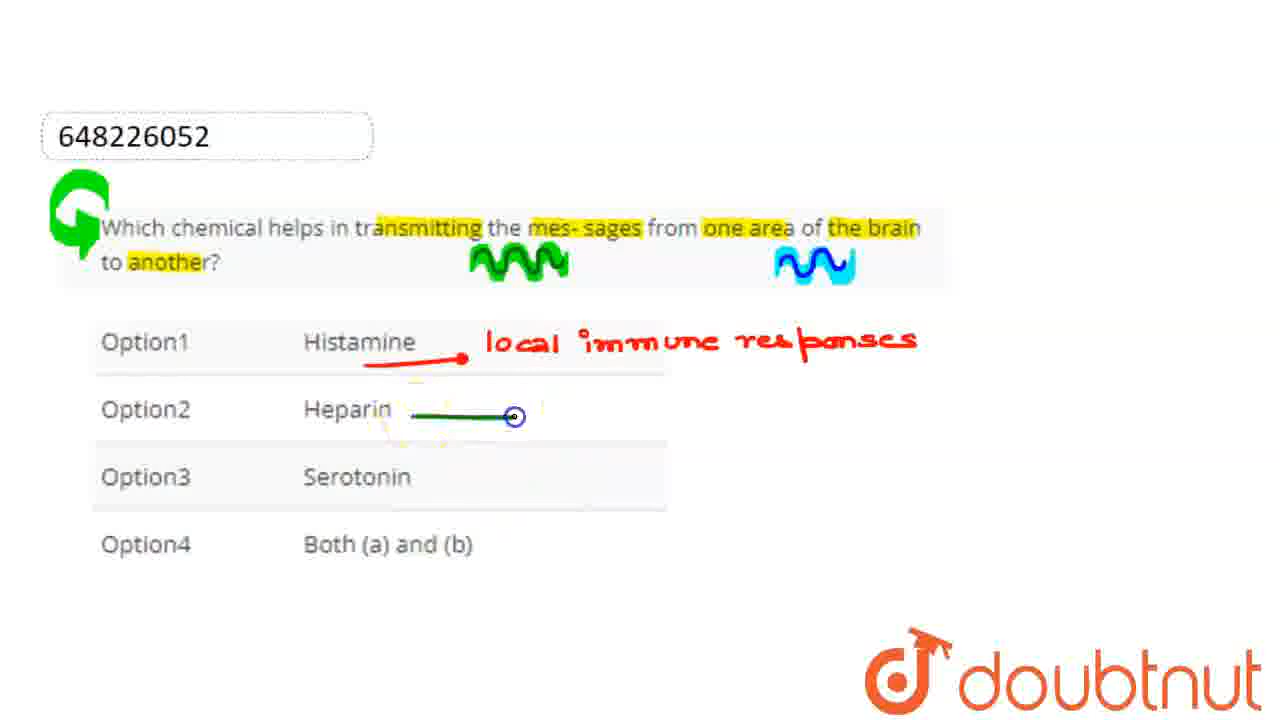 648226052
Which chemical helps in transmitting the mes- sages from one area of the brain
to another?
Option1 Histamine local immune responses
Option2 Heparin
Option3 Serotonin
Option4 Both (a) and (b)
doubtnut